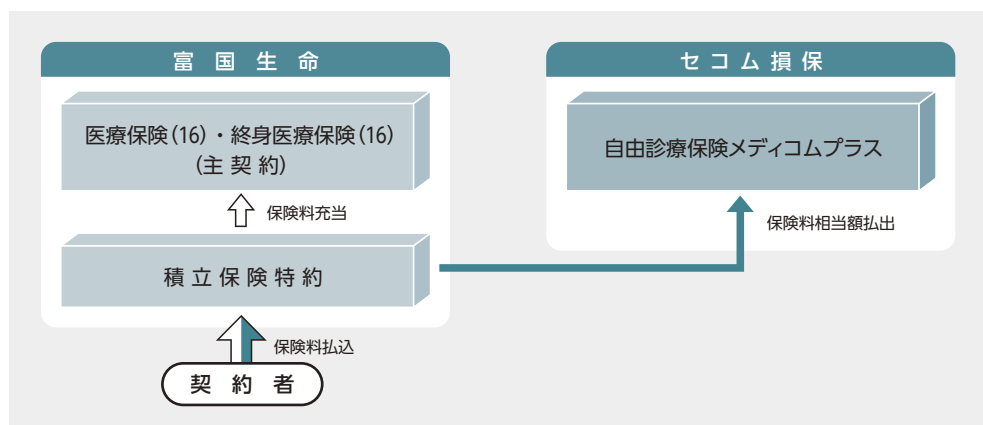 富国生命
医療保険(16)・終身医療保険(16)
(主契約)
保険料充当
積立保険特約
保険料払込
契約者
セコム損保
自由診療保険メディコムプラス
保険料相当額払出